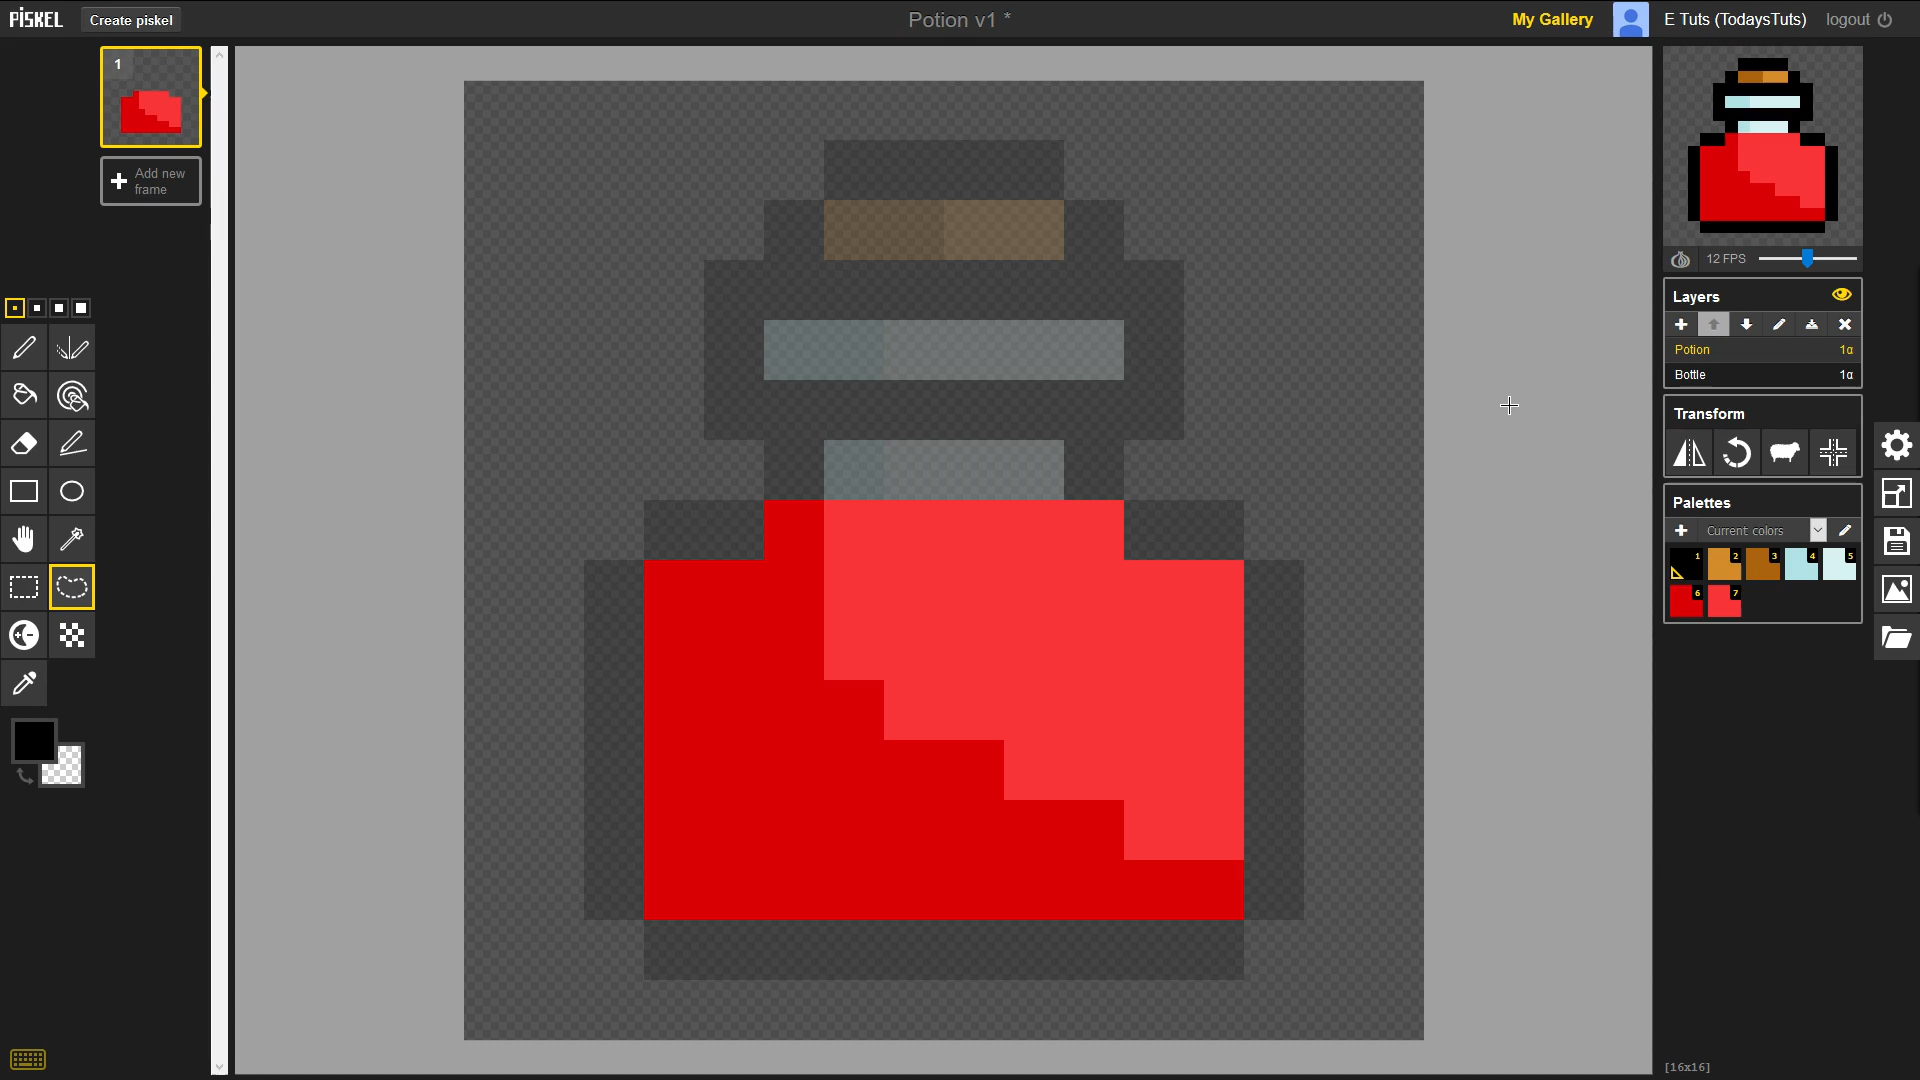 PiSKEL
Create piskel
Potion v1 *
My Gallery
E Tuts (TodaysTuts)
logout
1
Add new
frame
12 FPS
Layers
Potion 1α
Bottle 1α
Transform
Palettes
Current colors
1 2 3 4 5
6 7
[16x16]